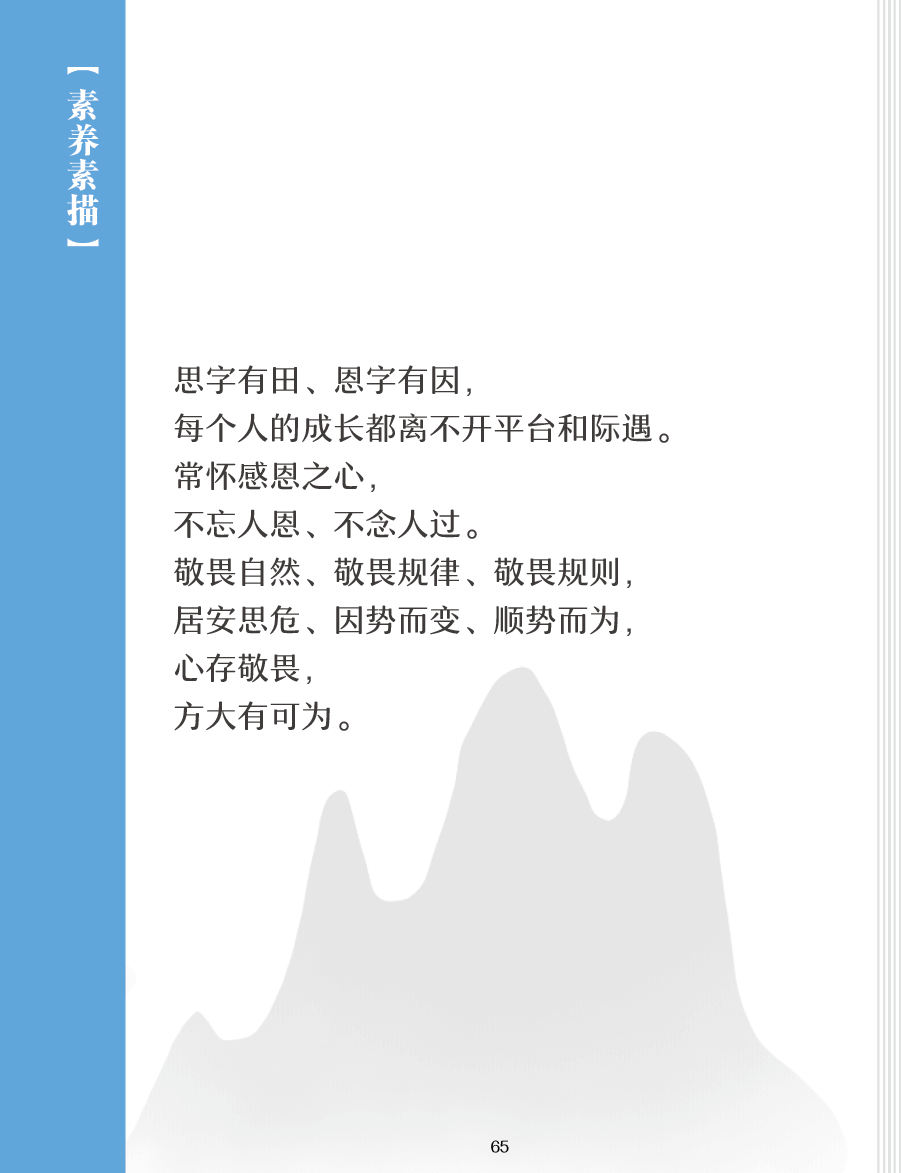 【素养素描】
思字有田、恩字有因，
每个人的成长都离不开平台和际遇。
常怀感恩之心，
不忘人恩、不念人过。
敬畏自然、敬畏规律、敬畏规则，
居安思危、因势而变、顺势而为，
心存敬畏，
方大有可为。
65